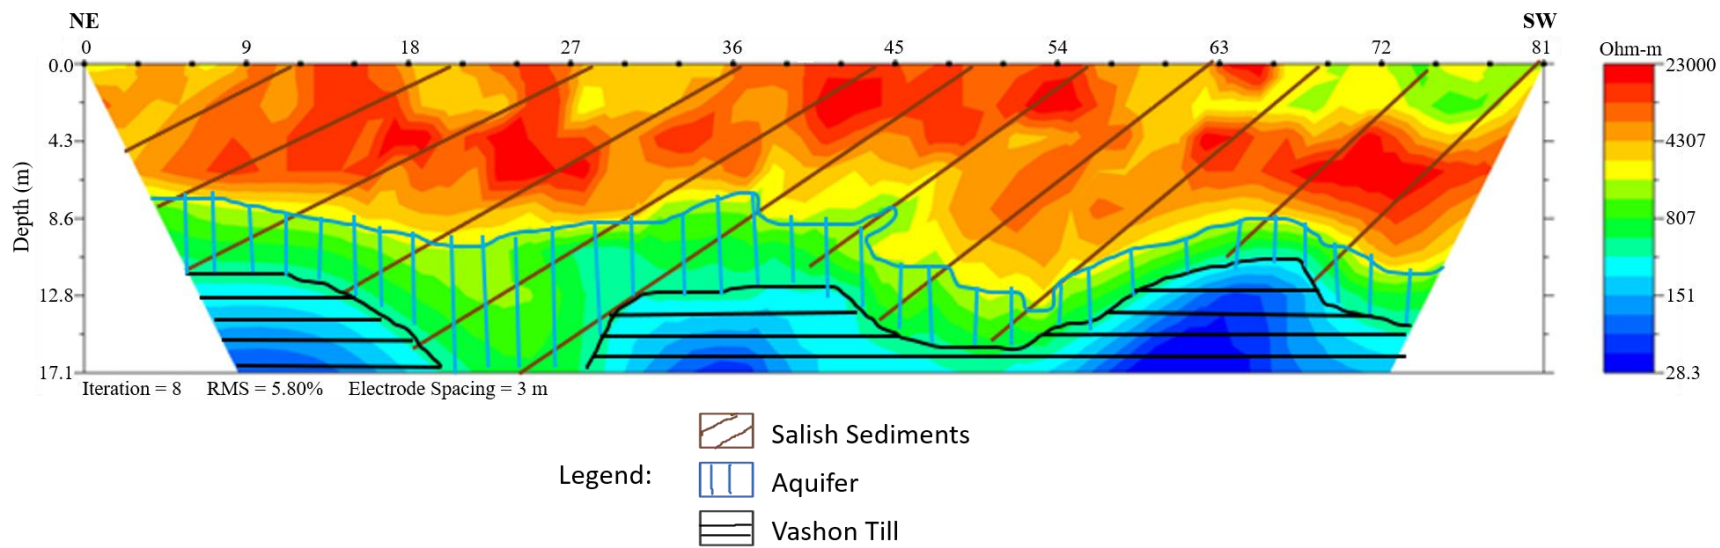 NE SW
0 9 18 27 36 45 54 63 72 81 Ohm-m
0.0 23000
4.3 4307
8.6 807
12.8 151
17.1 28.3
Depth (m)
Iteration = 8 RMS = 5.80% Electrode Spacing = 3 m
Salish Sediments
Legend: Aquifer
Vashon Till